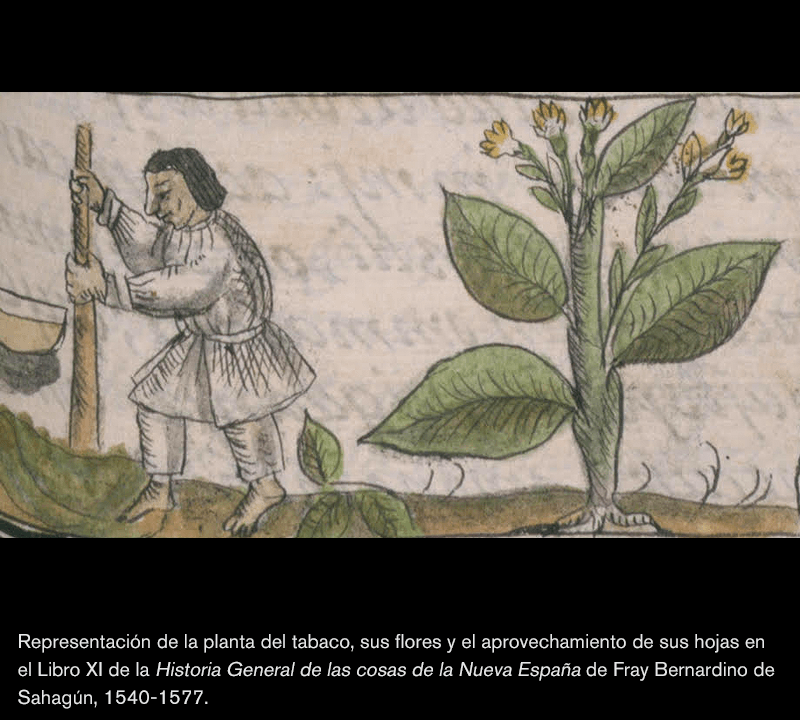 Representación de la planta del tabaco, sus flores y el aprovechamiento de sus hojas en
el Libro XI de la Historia General de las cosas de la Nueva España de Fray Bernardino de
Sahagún, 1540-1577.